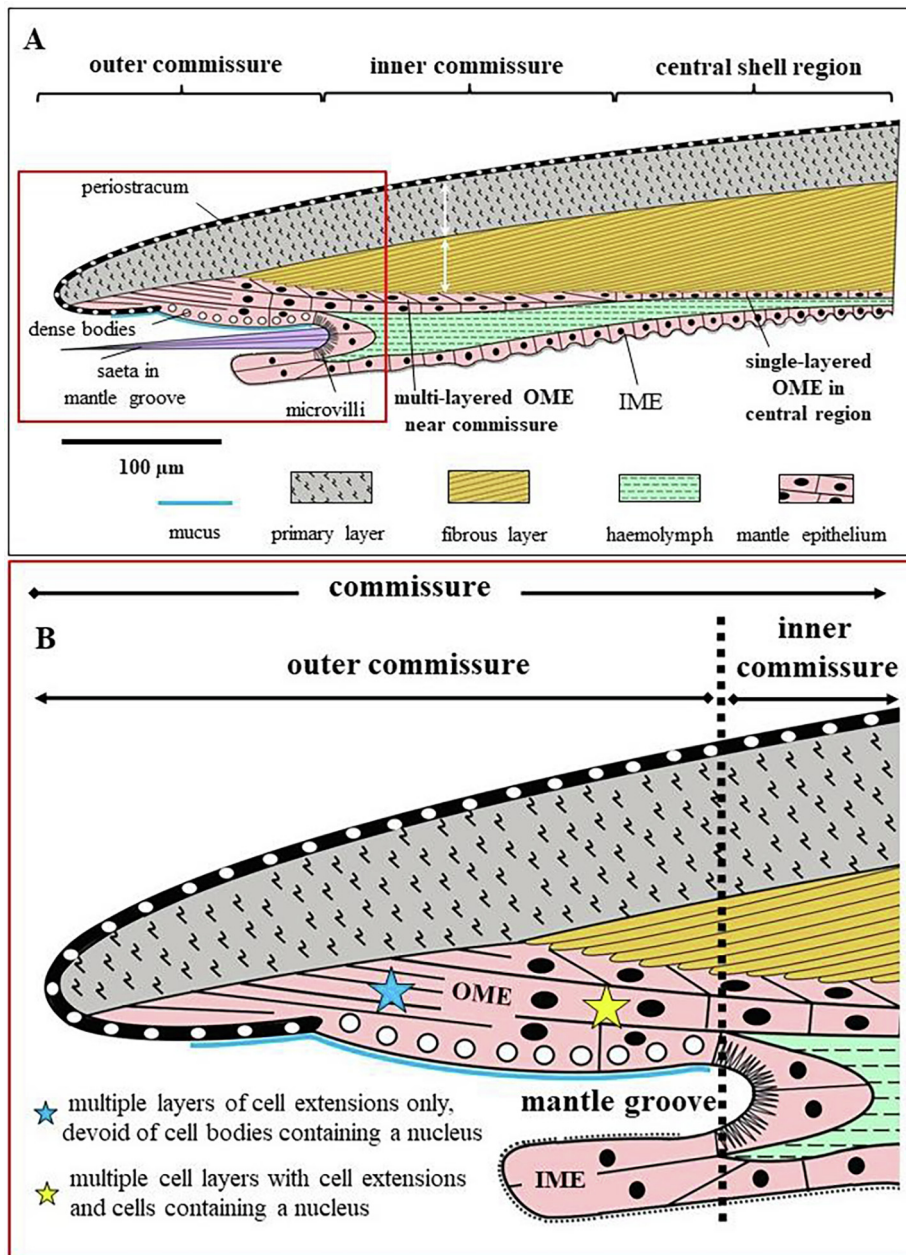 A
outer commissure
inner commissure
central shell region
periostracum
dense bodies
saeta in
mantle groove
microvilli
multi-layered OME
near commissure
IME
single-layered
OME in
central region
100 μm
mucus
primary layer
fibrous layer
haemolymph
mantle epithelium
commissure
B
outer commissure
inner
commissure
OME
mantle groove
IME
multiple layers of cell extensions only,
devoid of cell bodies containing a nucleus
multiple cell layers with cell extensions
and cells containing a nucleus